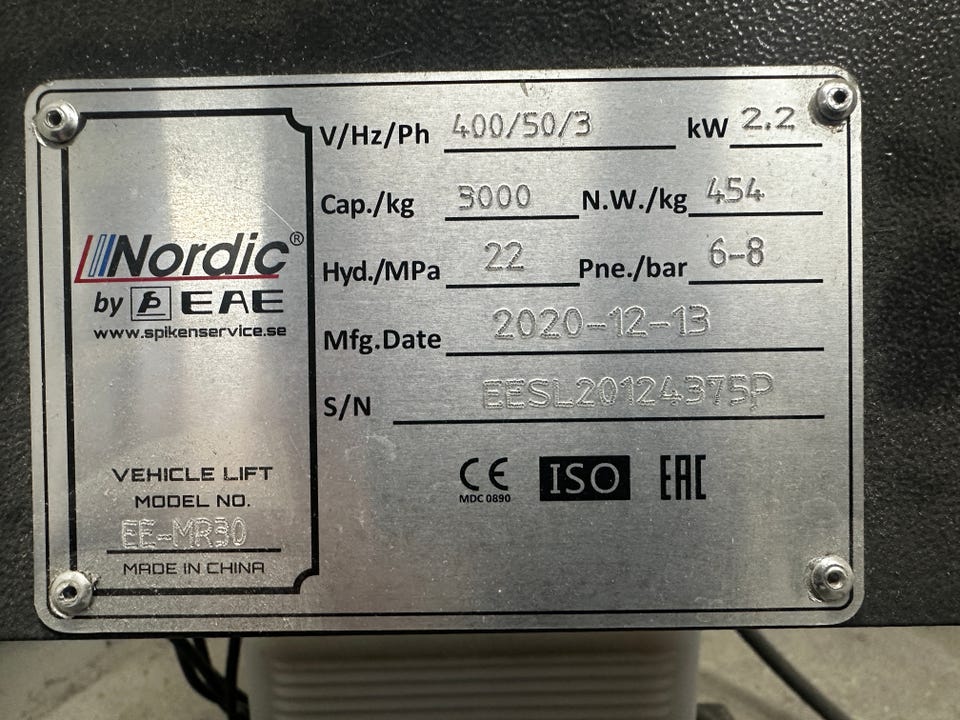 Nordic®
by EAE
www.spikenservice.se
VEHICLE LIFT
MODEL NO.
EE-MR30
MADE IN CHINA
V/Hz/Ph 400/50/3 kW 2.2
Cap./kg 3000 N.W./kg 454
Hyd./MPa 22 Pne./bar 6-8
Mfg.Date 2020-12-13
S/N EESL20124375P
CE ISO EAC
MDC 0890